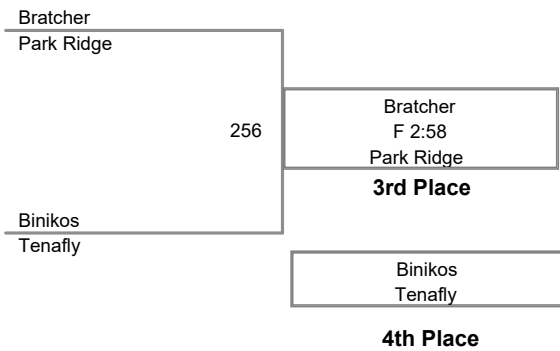 Bratcher
Park Ridge
256
Bratcher
F 2:58
Park Ridge
3rd Place
Binikos
Tenafly
Binikos
Tenafly
4th Place